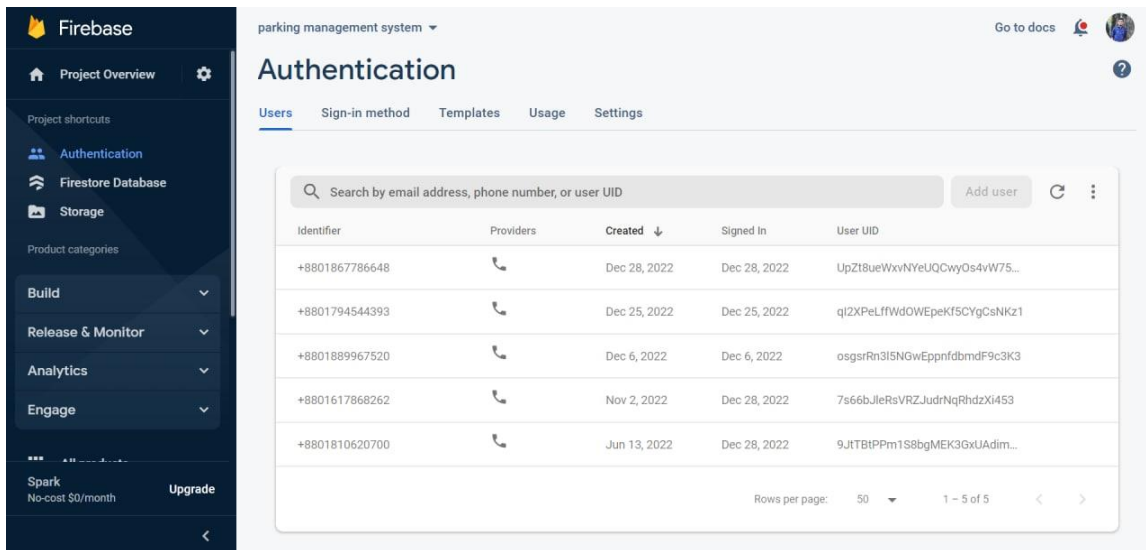 Firebase
Project Overview
Project shortcuts
Authentication
Firestore Database
Storage
Product categories
Build
Release & Monitor
Analytics
Engage
All products
Spark
No-cost $0/month
Upgrade
parking management system
Go to docs
Authentication
Users Sign-in method Templates Usage Settings
Search by email address, phone number, or user UID
Add user
Identifier Providers Created Signed In User UID
+8801867786648 Dec 28, 2022 Dec 28, 2022 UpZt8ueWxvNYeUQCwyOs4vW75...
+8801794544393 Dec 25, 2022 Dec 25, 2022 qI2XPeLffWdOWEpeKf5CYgCsNKz1
+8801889967520 Dec 6, 2022 Dec 6, 2022 osgsrRn3l5NGwEppnfdbmdF9c3K3
+8801617868262 Nov 2, 2022 Dec 28, 2022 7s66bJleRsVRZJudrNqRhdzXi453
+8801810620700 Jun 13, 2022 Dec 28, 2022 9JtTBtPPm1S8bgMEK3GxUAdim...
Rows per page: 50 1 – 5 of 5